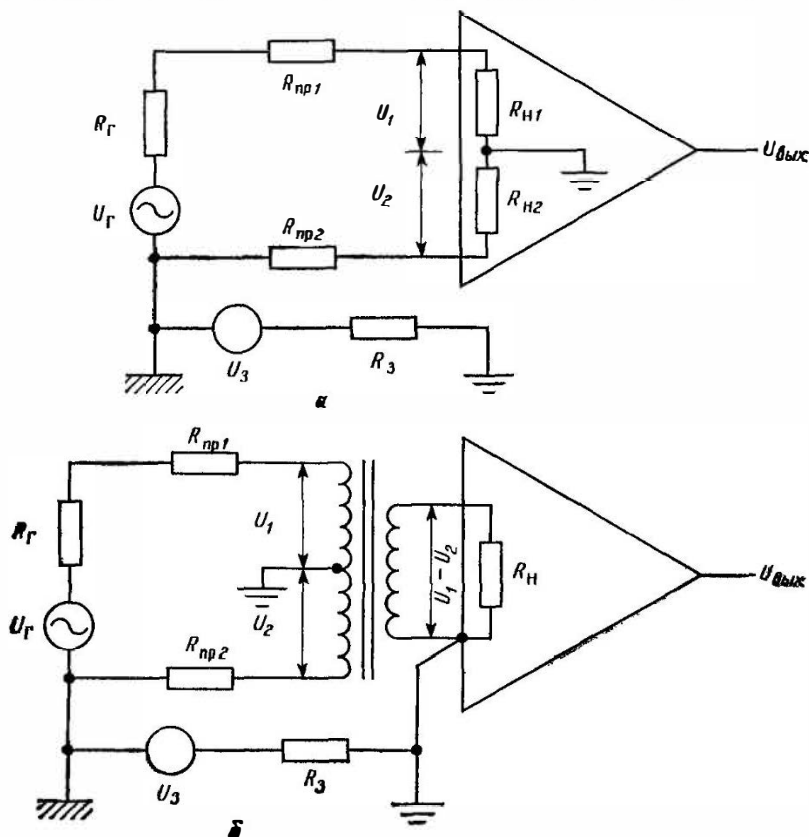 Rпр1
Rг
U1
Rн1
Uвых
U2
Rн2
Uг
Rпр2
Uз
Rз
а
Rпр1
Rг
U1
U1 – U2
Rн
Uвых
U2
Uг
Rпр2
Uз
Rз
б